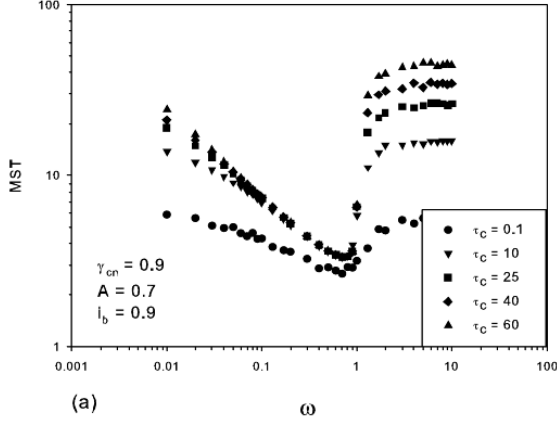 100
10
1
MST
γcn = 0.9
A = 0.7
ib = 0.9
τc = 0.1
τc = 10
τc = 25
τc = 40
τc = 60
0.001 0.01 0.1 1 10 100
(a) ω